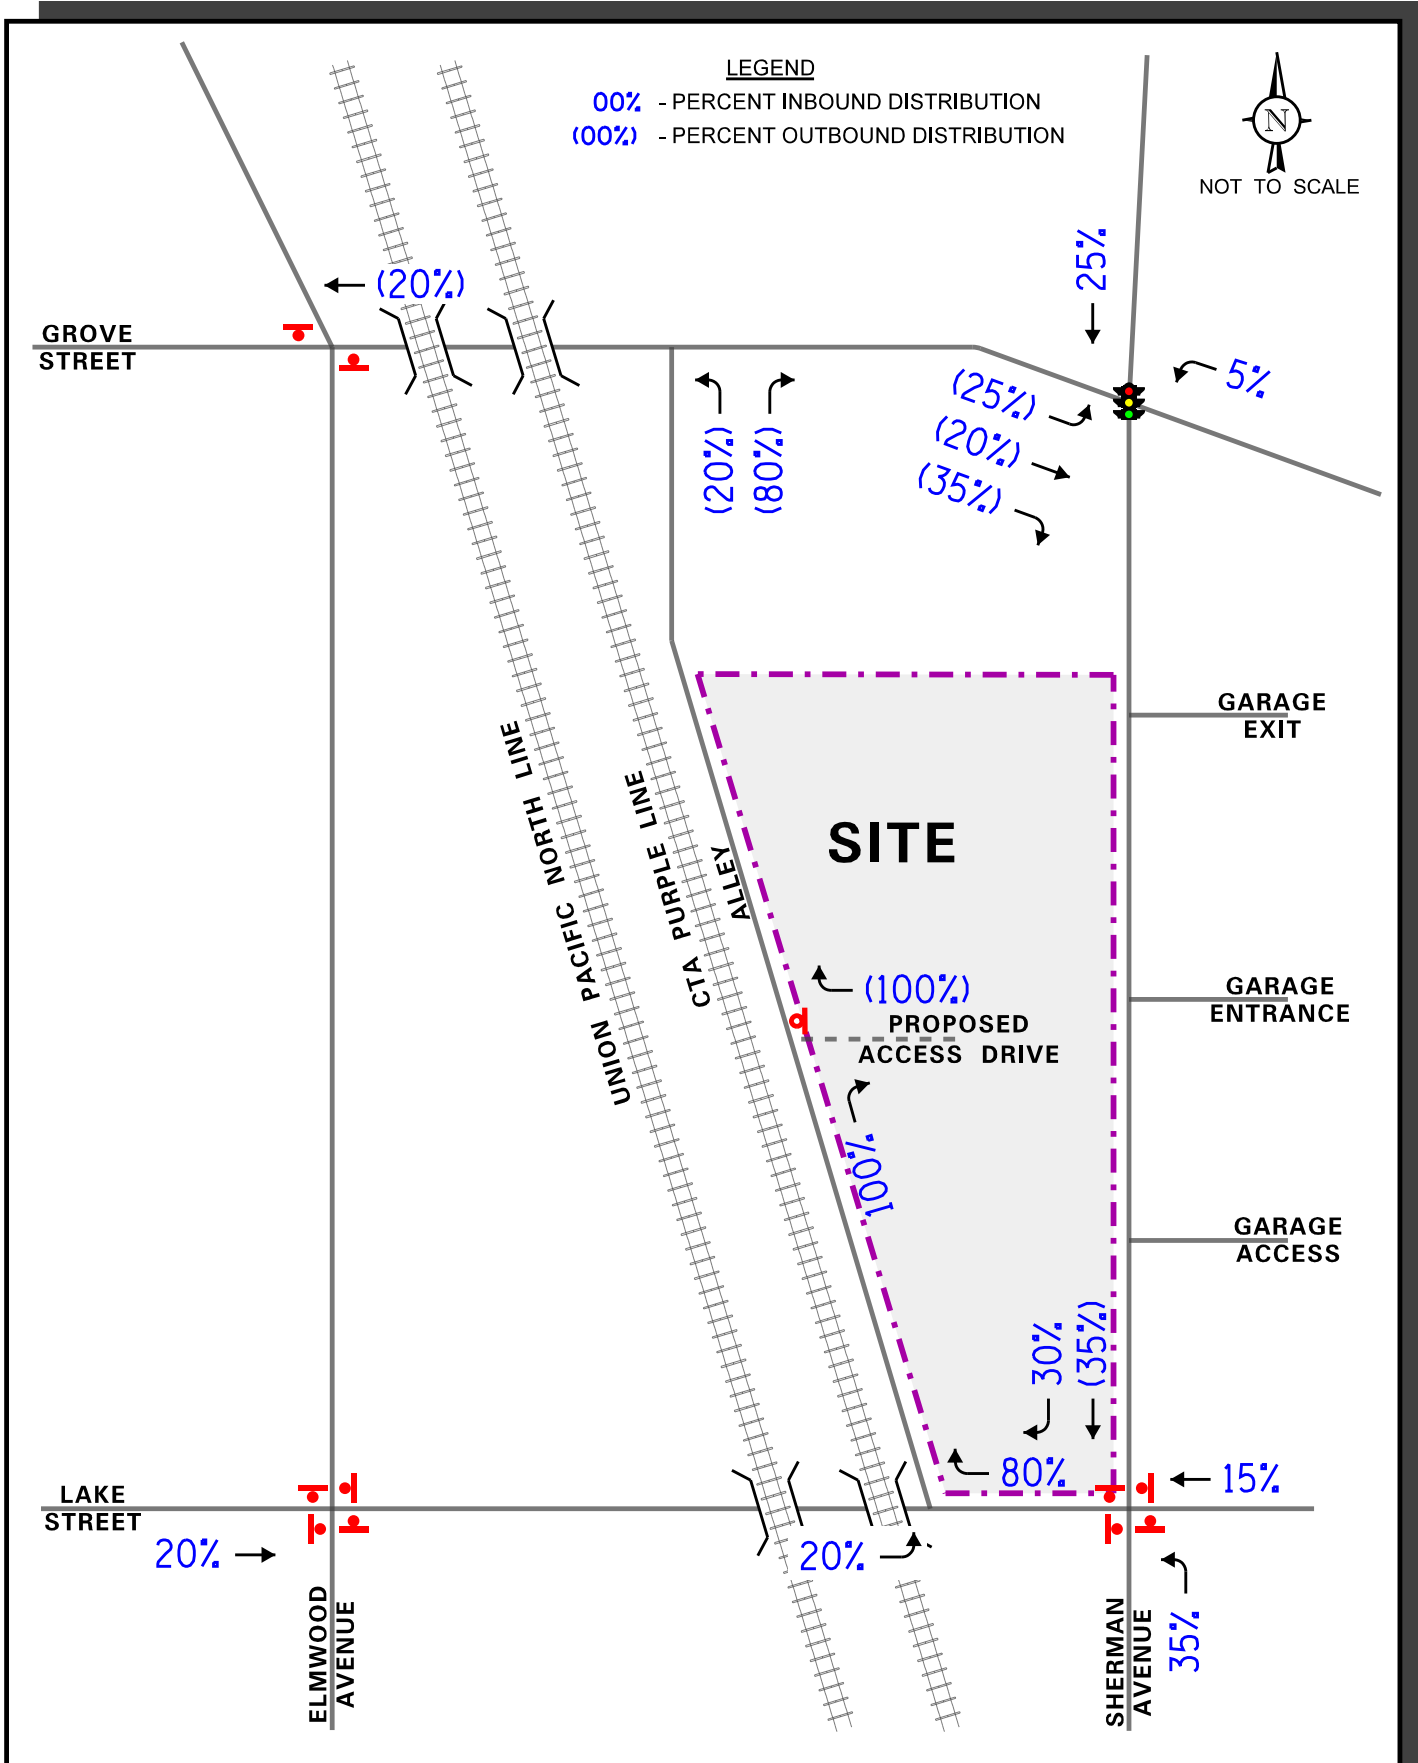 LEGEND
00% - PERCENT INBOUND DISTRIBUTION
(00%) - PERCENT OUTBOUND DISTRIBUTION
N
NOT TO SCALE
25%
(20%)
GROVE
STREET
5%
(25%)
(20%)
(35%)
(20%)
(80%)
GARAGE
EXIT
UNION PACIFIC NORTH LINE
CTA PURPLE LINE
ALLEY
SITE
(100%)
PROPOSED
ACCESS DRIVE
GARAGE
ENTRANCE
100%
GARAGE
ACCESS
30%
(35%)
80%
15%
LAKE
STREET
20%
20%
35%
ELMWOOD
AVENUE
SHERMAN
AVENUE